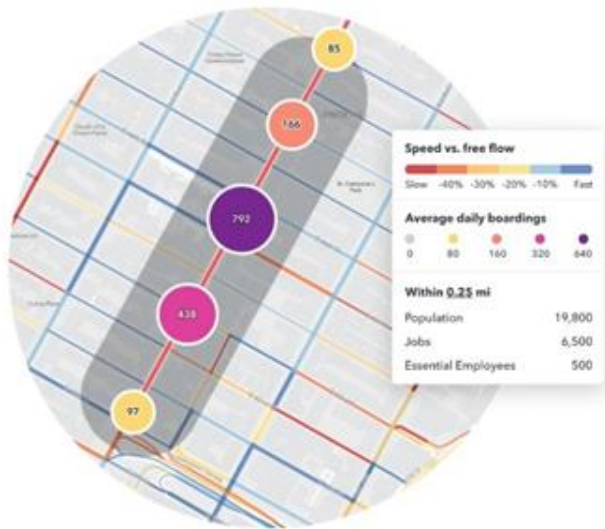 85
166
792
438
97
Speed vs. free flow
Slow -40% -30% -20% -10% Fast
Average daily boardings
0 80 160 320 640
Within 0.25 mi
Population 19,800
Jobs 6,500
Essential Employees 500